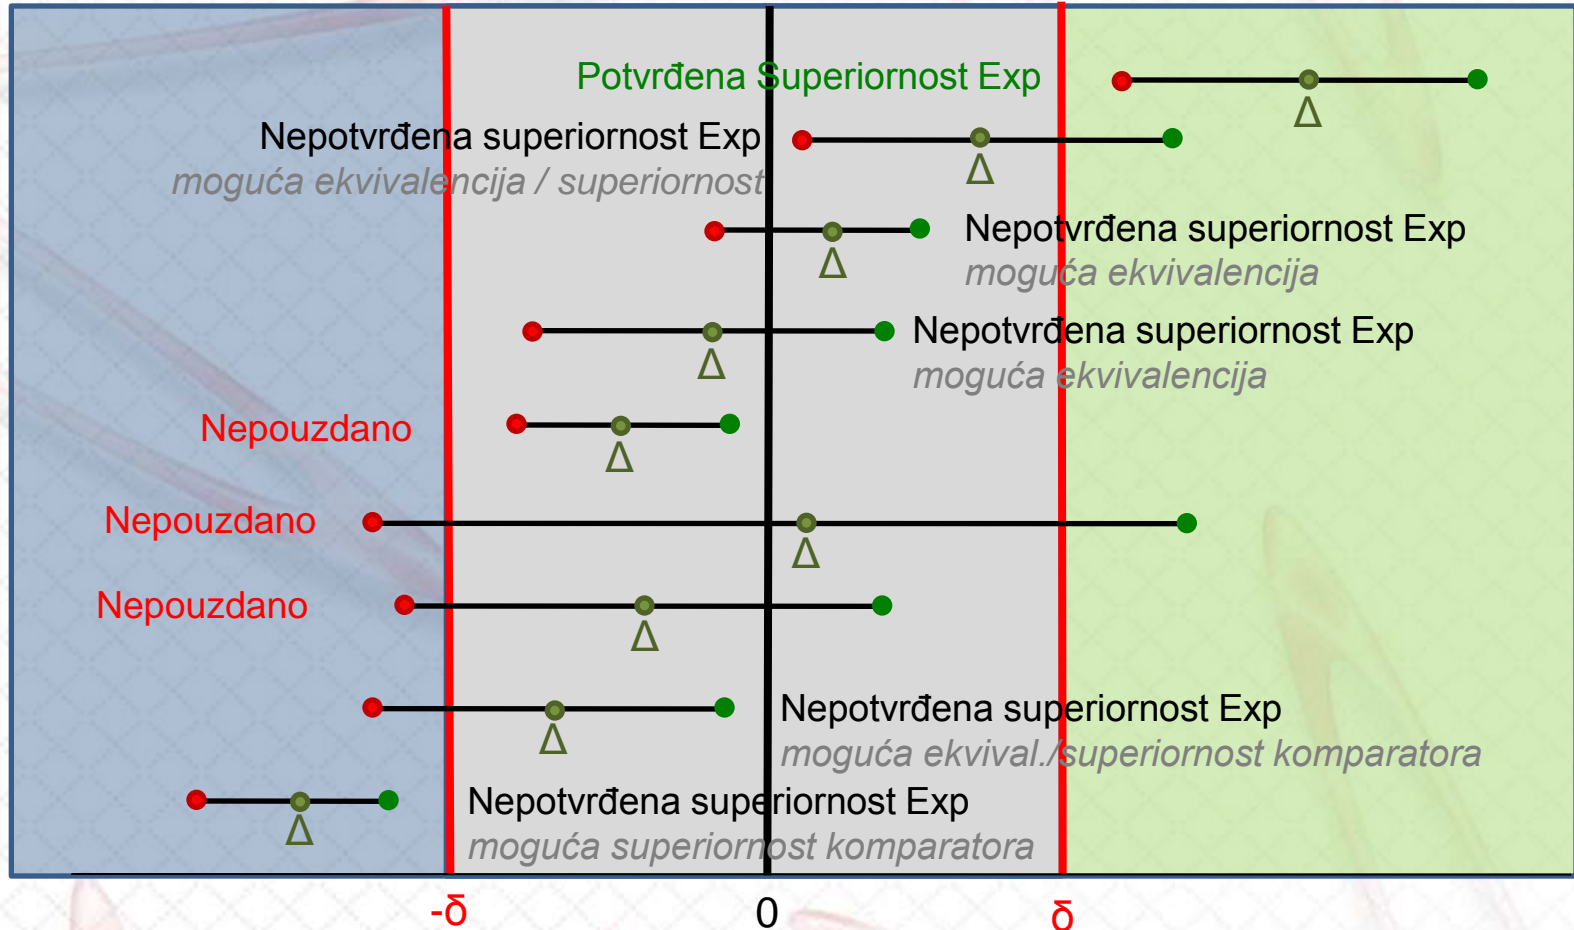 Potvrđena Superiornost Exp
Δ
Nepotvrđena superiornost Exp
moguća ekvivalencija / superiornost
Δ
Nepotvrđena superiornost Exp
moguća ekvivalencija
Δ
Nepotvrđena superiornost Exp
moguća ekvivalencija
Δ
Nepouzdano
Δ
Nepouzdano
Δ
Nepouzdano
Δ
Nepotvrđena superiornost Exp
moguća ekvival./superiornost komparatora
Δ
Nepotvrđena superiornost Exp
moguća superiornost komparatora
Δ
-δ 0 δ